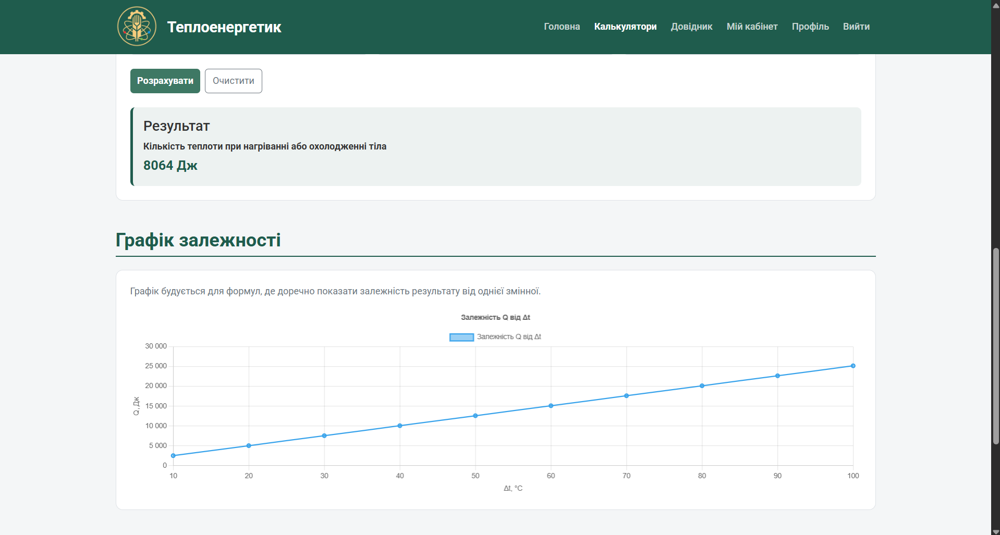 Теплоенергетик
Головна Калькулятори Довідник Мій кабінет Профіль Вийти
Розрахувати Очистити
Результат
Кількість теплоти при нагріванні або охолодженні тіла
8064 Дж
Графік залежності
Графік будується для формул, де доречно показати залежність результату від однієї змінної.
Залежність Q від Δt
Залежність Q від Δt
30 000
25 000
20 000
15 000
10 000
5 000
0
Q, Дж
10 20 30 40 50 60 70 80 90 100
Δt, °C